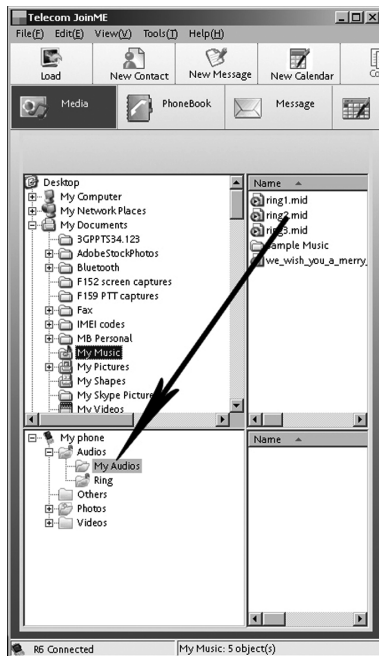 Telecom JoinME
File(F) Edit(E) View(V) Tools(T) Help(H)
Load New Contact New Message New Calendar Co
Media PhoneBook Message
Desktop
My Computer
My Network Places
My Documents
3GPPTS34.123
AdobeStockPhotos
Bluetooth
F152 screen captures
F159 PTT captures
Fax
IMEI codes
MB Personal
My Music
My Pictures
My Shapes
My Skype Picture
My Videos
Name
ring1.mid
ring2.mid
ring3.mid
Sample Music
we_wish_you_a_merry_
My phone
Audios
My Audios
Ring
Others
Photos
Videos
Name
R6 Connected My Music: 5 object(s)